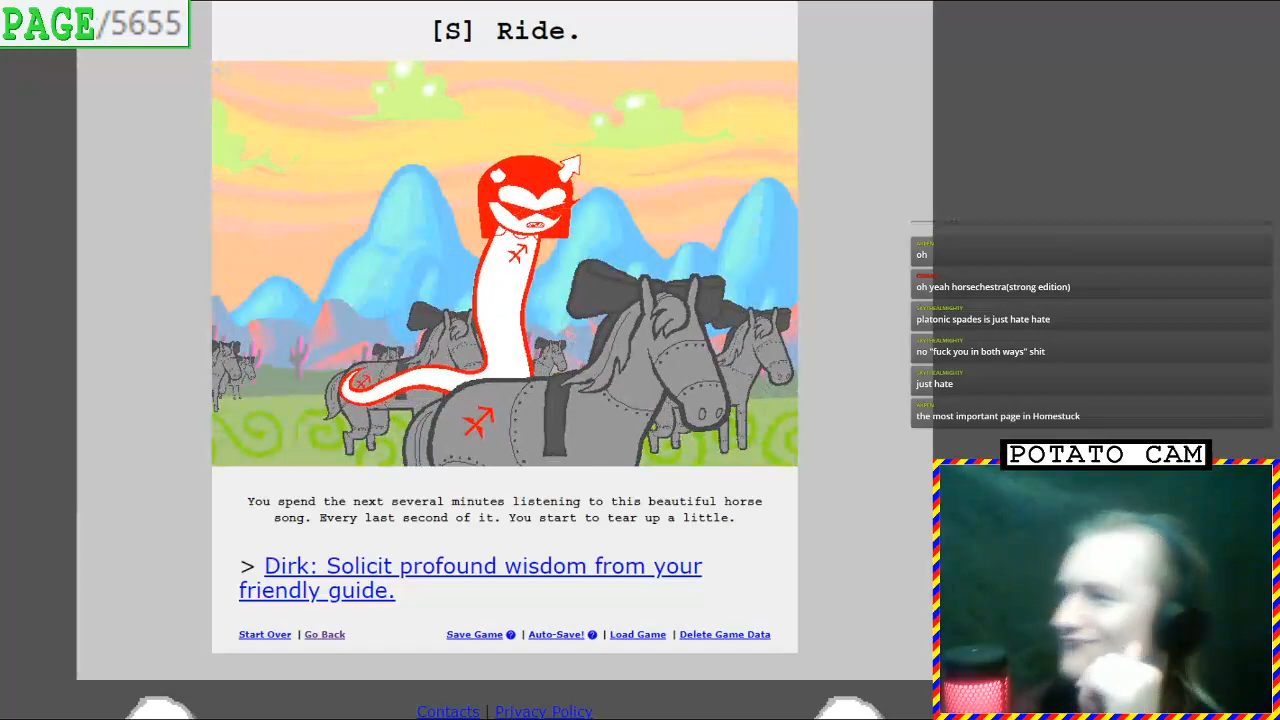 PAGE/5655
[S] Ride.
oh
oh yeah horsechestra(strong edition)
SKYTHEALMIGHTY
platonic spades is just hate hate
SKYTHEALMIGHTY
no "fuck you in both ways" shit
SKYTHEALMIGHTY
just hate
the most important page in Homestuck
POTATO CAM
You spend the next several minutes listening to this beautiful horse
song. Every last second of it. You start to tear up a little.
> Dirk: Solicit profound wisdom from your
friendly guide.
Start Over | Go Back Save Game ? | Auto-Save! ? | Load Game | Delete Game Data
Contacts | Privacy Policy